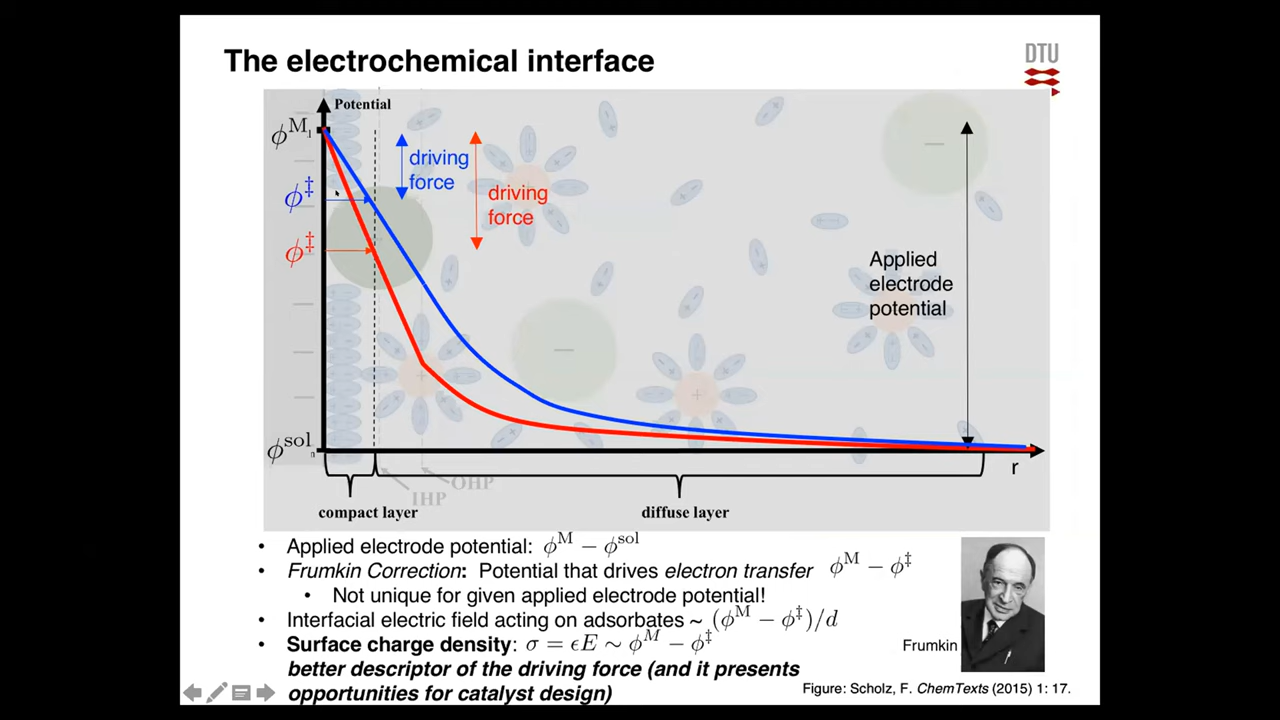 The electrochemical interface
DTU
Potential
ϕ^M
driving
force
ϕ^‡
driving
force
ϕ^‡
Applied
electrode
potential
ϕ^sol
r
OHP
IHP
compact layer
diffuse layer
• Applied electrode potential: ϕ^M − ϕ^sol
• Frumkin Correction: Potential that drives electron transfer ϕ^M − ϕ^‡
• Not unique for given applied electrode potential!
• Interfacial electric field acting on adsorbates ~ (ϕ^M − ϕ^‡)/d
• Surface charge density: σ = ϵE ∼ ϕ^M − ϕ^‡
better descriptor of the driving force (and it presents
opportunities for catalyst design)
Frumkin
Figure: Scholz, F. ChemTexts (2015) 1: 17.